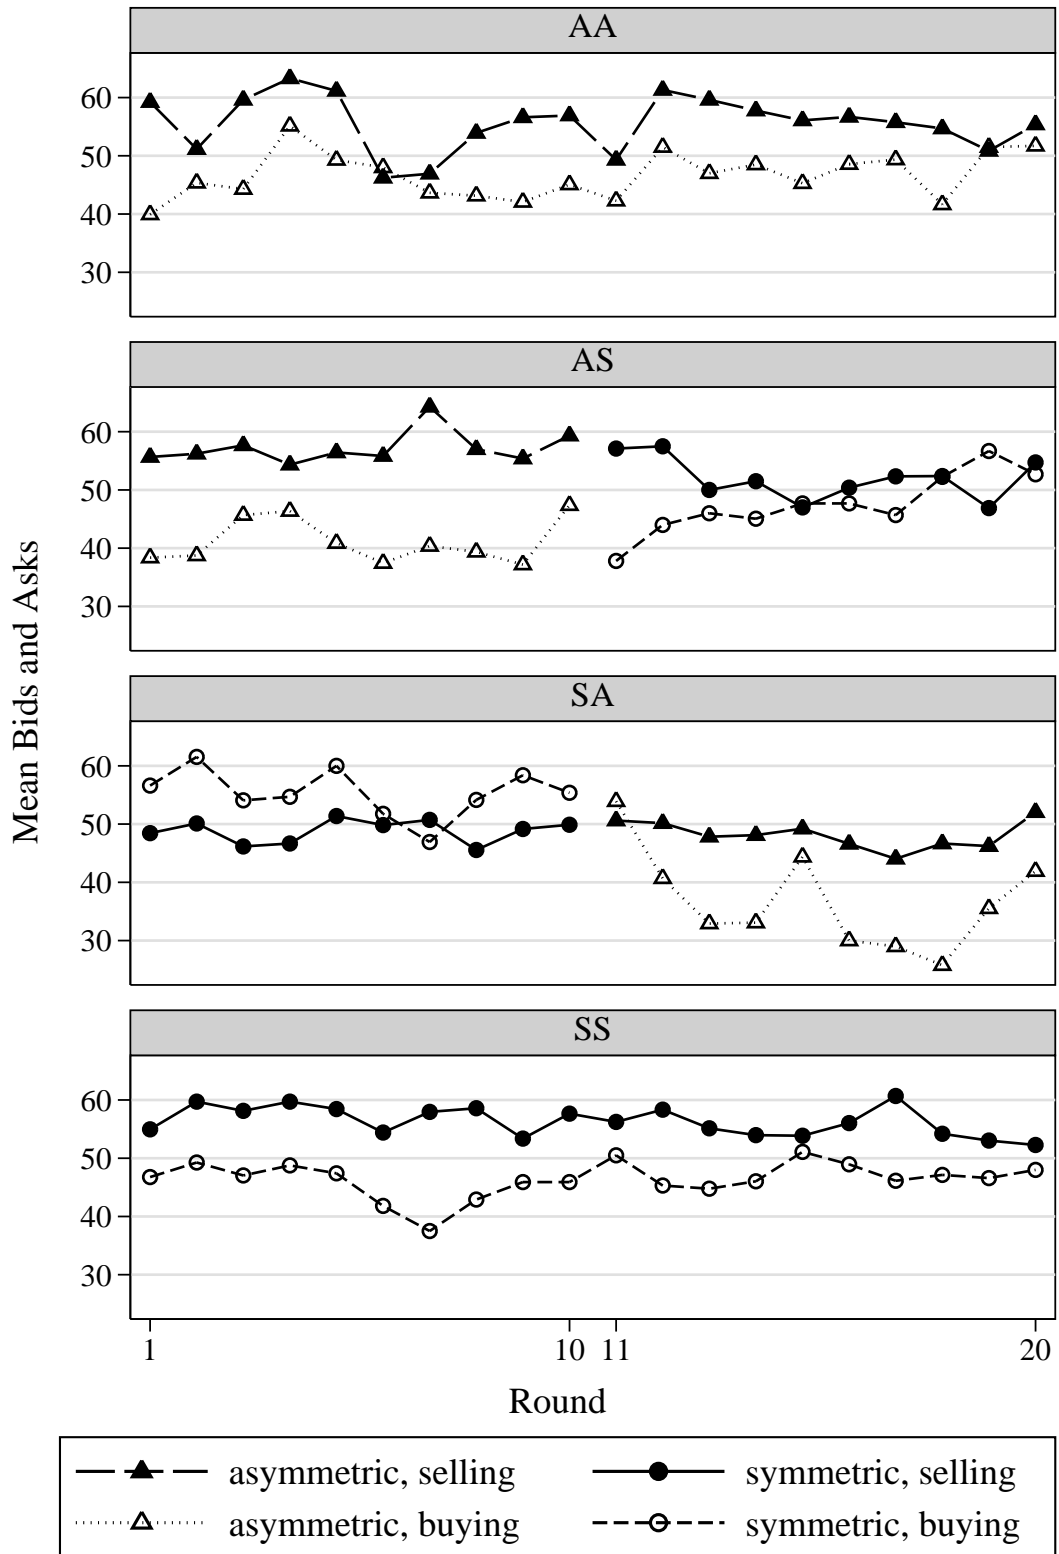 AA
60
50
40
30
AS
60
50
40
30
Mean Bids and Asks
SA
60
50
40
30
SS
60
50
40
30
1 10 11 20
Round
asymmetric, selling symmetric, selling
asymmetric, buying symmetric, buying